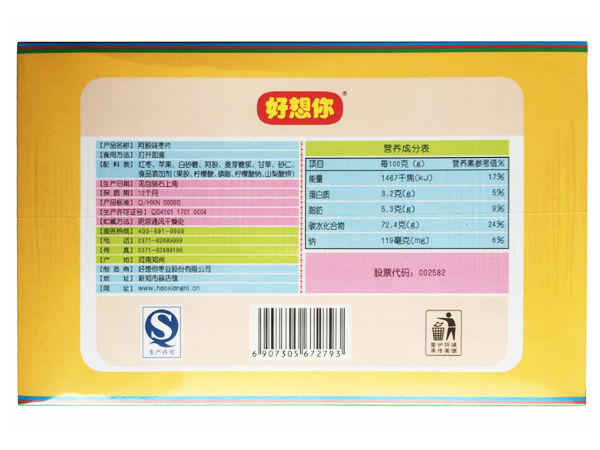 好想你®
【产品名称】阿胶味枣片
【食用方法】打开即食
【配 料 表】红枣、苹果、白砂糖、阿胶、麦芽糖浆、甘草、砂仁、
食品添加剂（果胶、柠檬酸、磷脂、柠檬酸钠、山梨酸钾）
【生产日期】见包装右上角
【保 质 期】12个月
【产品标准】Q/HXN 0008S
【生产许可证号】QS4101 1701 0004
【贮藏方法】阴凉通风干燥处
【服务热线】400-691-9999
【电 话】0371-62489999
【传 真】0371-62489186
【产 地】河南郑州
【制 造 商】好想你枣业股份有限公司
【地 址】新郑市薛店镇
【网 址】www.haoxiangni.cn
营养成分表
项目 每100克(g) 营养素参考值%
能量 1467千焦(kJ) 17%
蛋白质 3.2克(g) 5%
脂肪 5.3克(g) 9%
碳水化合物 72.4克(g) 24%
钠 119毫克(mg) 6%
股票代码：002582
生产许可
6 907305 672793
爱护环境
承传美德